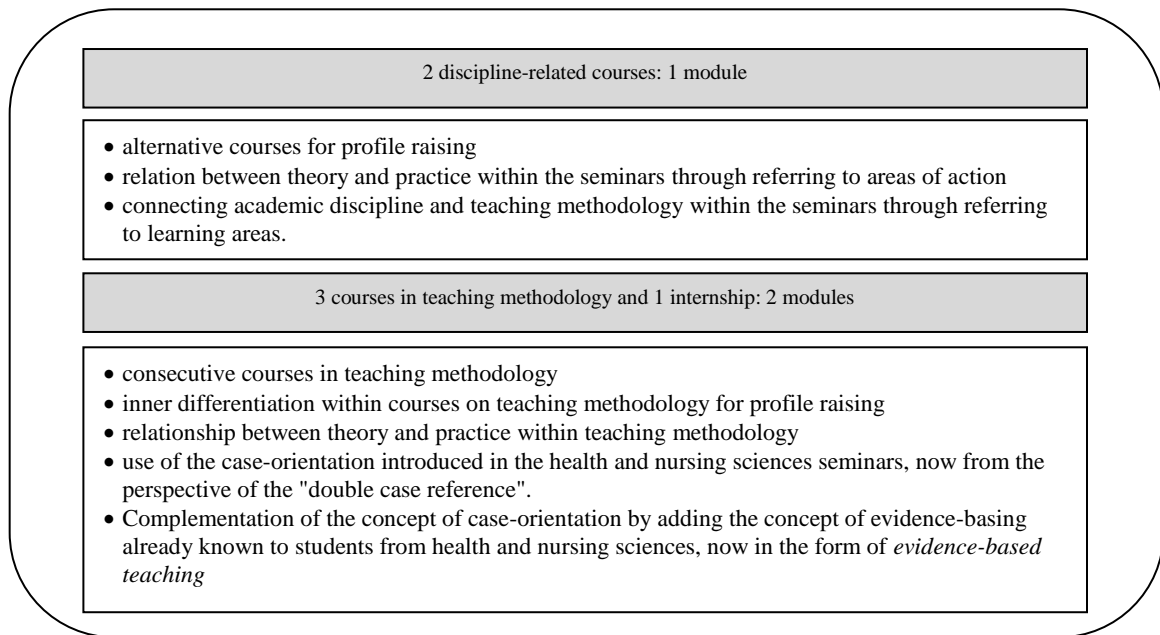 2 discipline-related courses: 1 module
• alternative courses for profile raising
• relation between theory and practice within the seminars through referring to areas of action
• connecting academic discipline and teaching methodology within the seminars through referring
to learning areas.
3 courses in teaching methodology and 1 internship: 2 modules
• consecutive courses in teaching methodology
• inner differentiation within courses on teaching methodology for profile raising
• relationship between theory and practice within teaching methodology
• use of the case-orientation introduced in the health and nursing sciences seminars, now from the
perspective of the "double case reference".
• Complementation of the concept of case-orientation by adding the concept of evidence-basing
already known to students from health and nursing sciences, now in the form of evidence-based
teaching